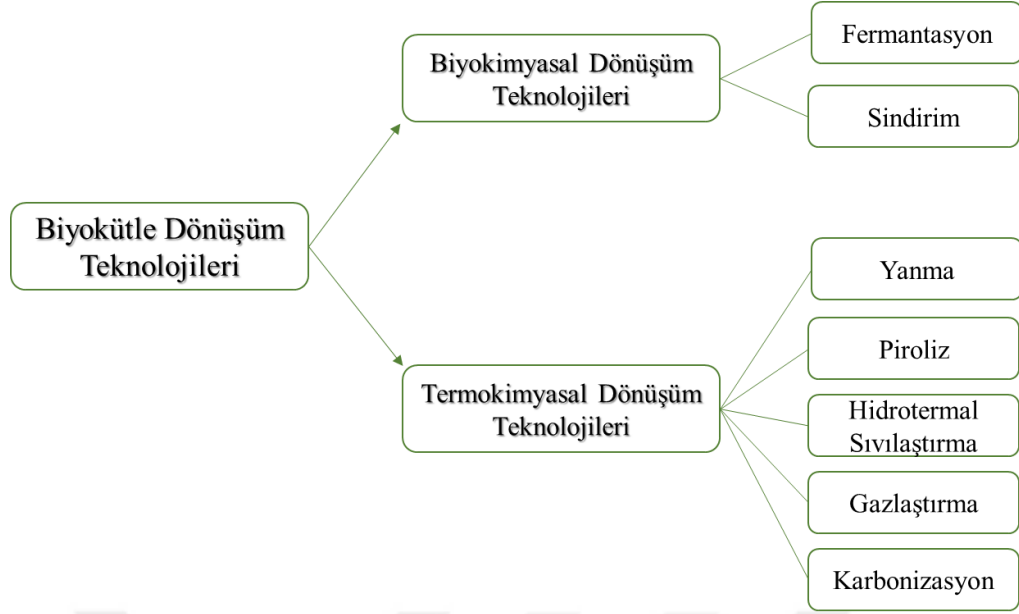 Biyokütle Dönüşüm
Teknolojileri
Biyokimyasal Dönüşüm
Teknolojileri
Fermantasyon
Sindirim
Termokimyasal Dönüşüm
Teknolojileri
Yanma
Piroliz
Hidrotermal
Sıvılaştırma
Gazlaştırma
Karbonizasyon